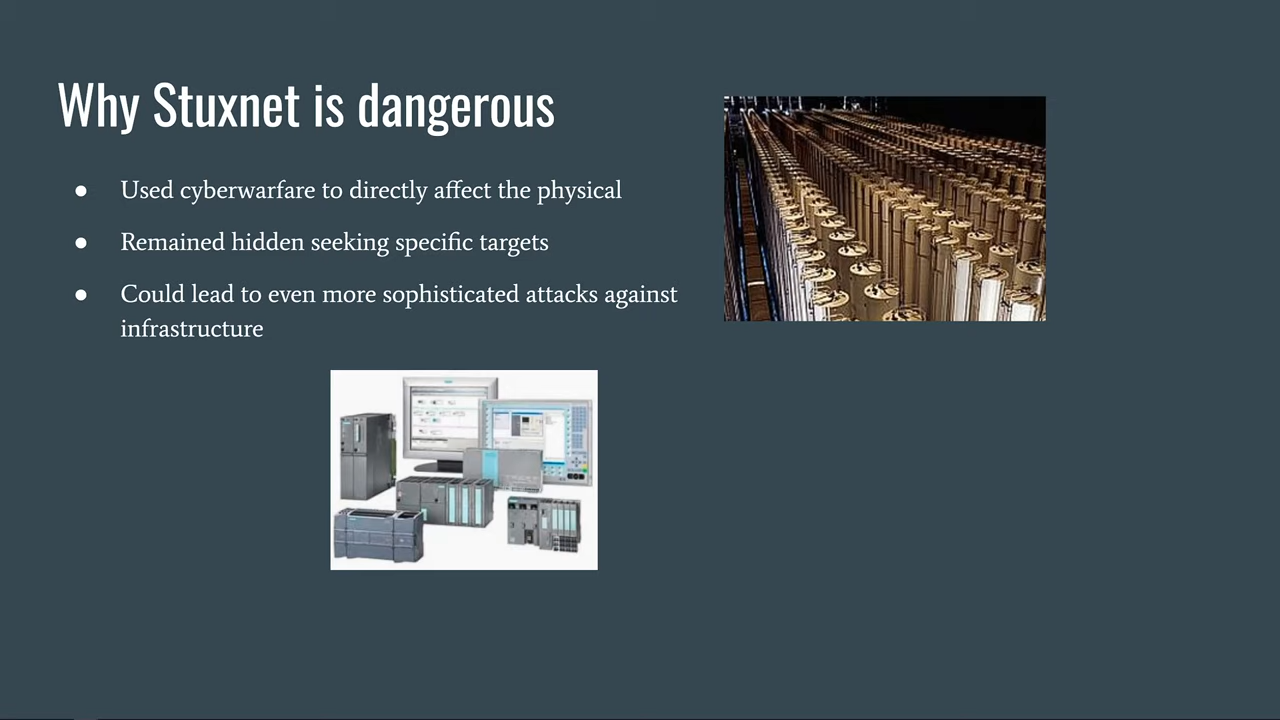 Why Stuxnet is dangerous
● Used cyberwarfare to directly affect the physical
● Remained hidden seeking specific targets
● Could lead to even more sophisticated attacks against
infrastructure